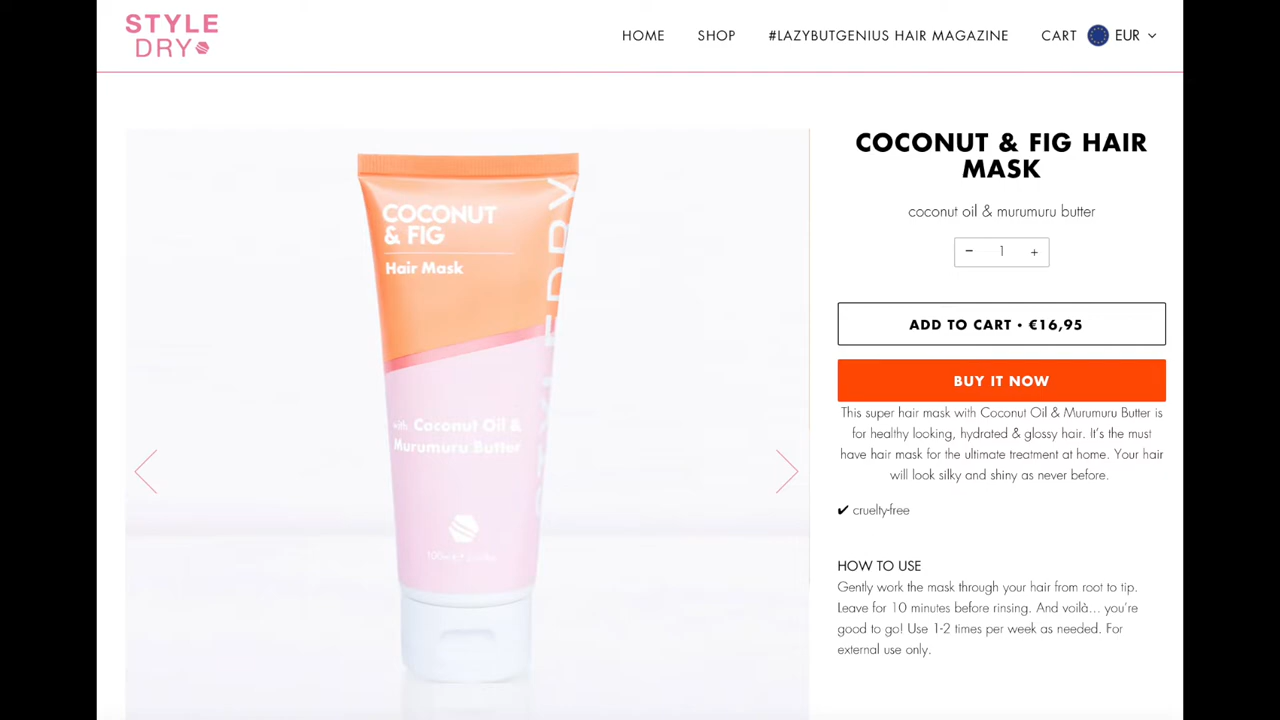 STYLE
DRY
HOME
SHOP
#LAZYBUTGENIUS HAIR MAGAZINE
CART
EUR
COCONUT
& FIG
Hair Mask
STYLEDRY
with Coconut Oil &
Murumuru Butter
COCONUT & FIG HAIR
MASK
coconut oil & murumuru butter
− 1 +
ADD TO CART • €16,95
BUY IT NOW
This super hair mask with Coconut Oil & Murumuru Butter is
for healthy looking, hydrated & glossy hair. It's the must
have hair mask for the ultimate treatment at home. Your hair
will look silky and shiny as never before.
✔ cruelty-free
HOW TO USE
Gently work the mask through your hair from root to tip.
Leave for 10 minutes before rinsing. And voilà... you're
good to go! Use 1-2 times per week as needed. For
external use only.